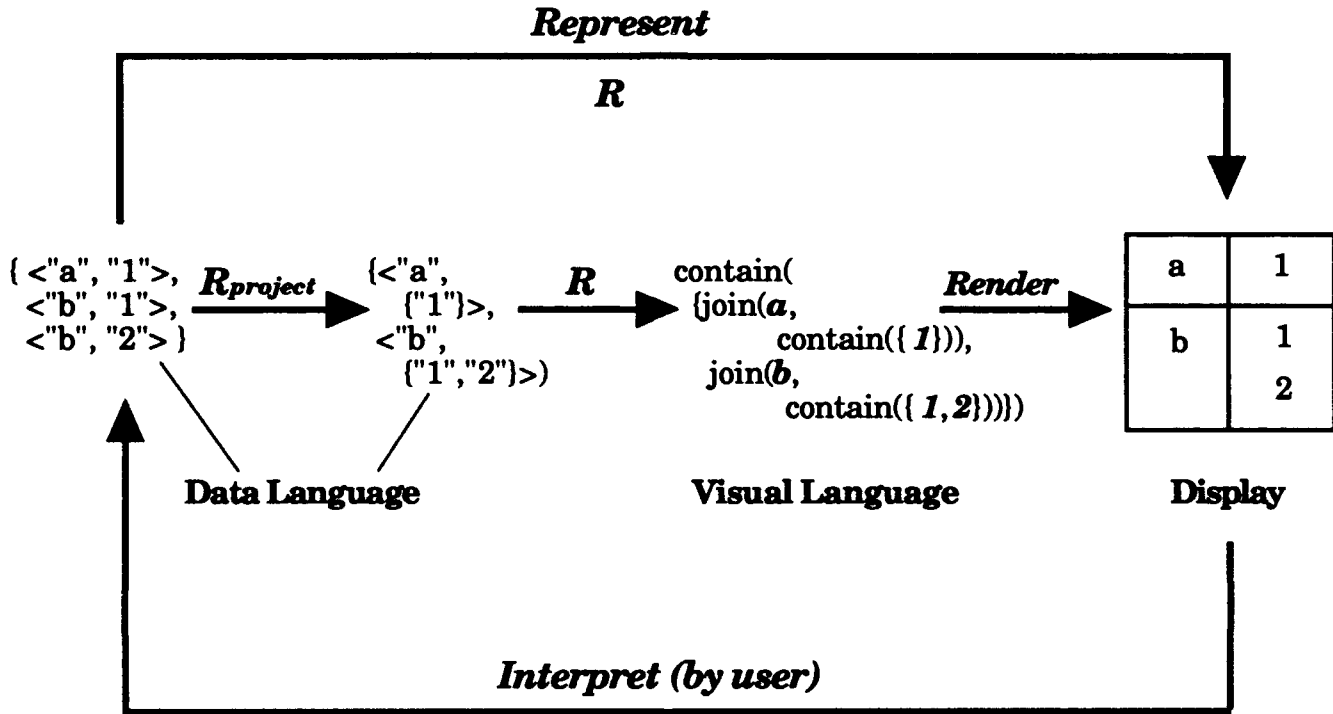 Represent
R
{ <"a", "1">,
<"b", "1">,
<"b", "2"> }
Rproject
{<"a",
{"1"}>,
<"b",
{"1","2"}>)
R
contain(
{join(a,
contain({ 1})),
join(b,
contain({ 1, 2}))})
Render
a 1
b 1
2
Data Language
Visual Language
Display
Interpret (by user)